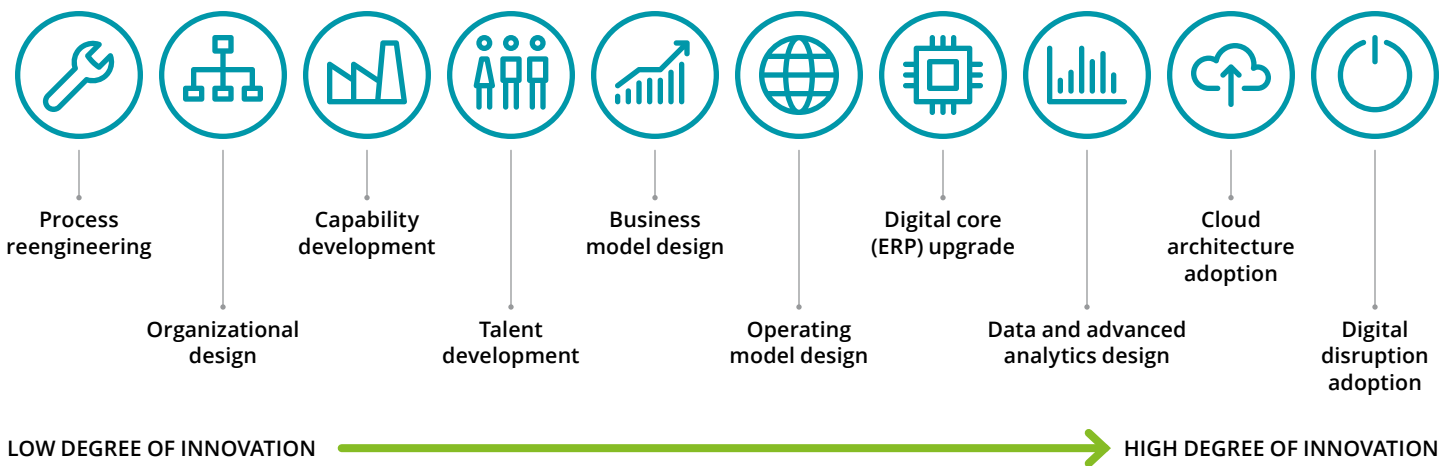 Process
reengineering
Organizational
design
Capability
development
Talent
development
Business
model design
Operating
model design
Digital core
(ERP) upgrade
Data and advanced
analytics design
Cloud
architecture
adoption
Digital
disruption
adoption
LOW DEGREE OF INNOVATION
HIGH DEGREE OF INNOVATION